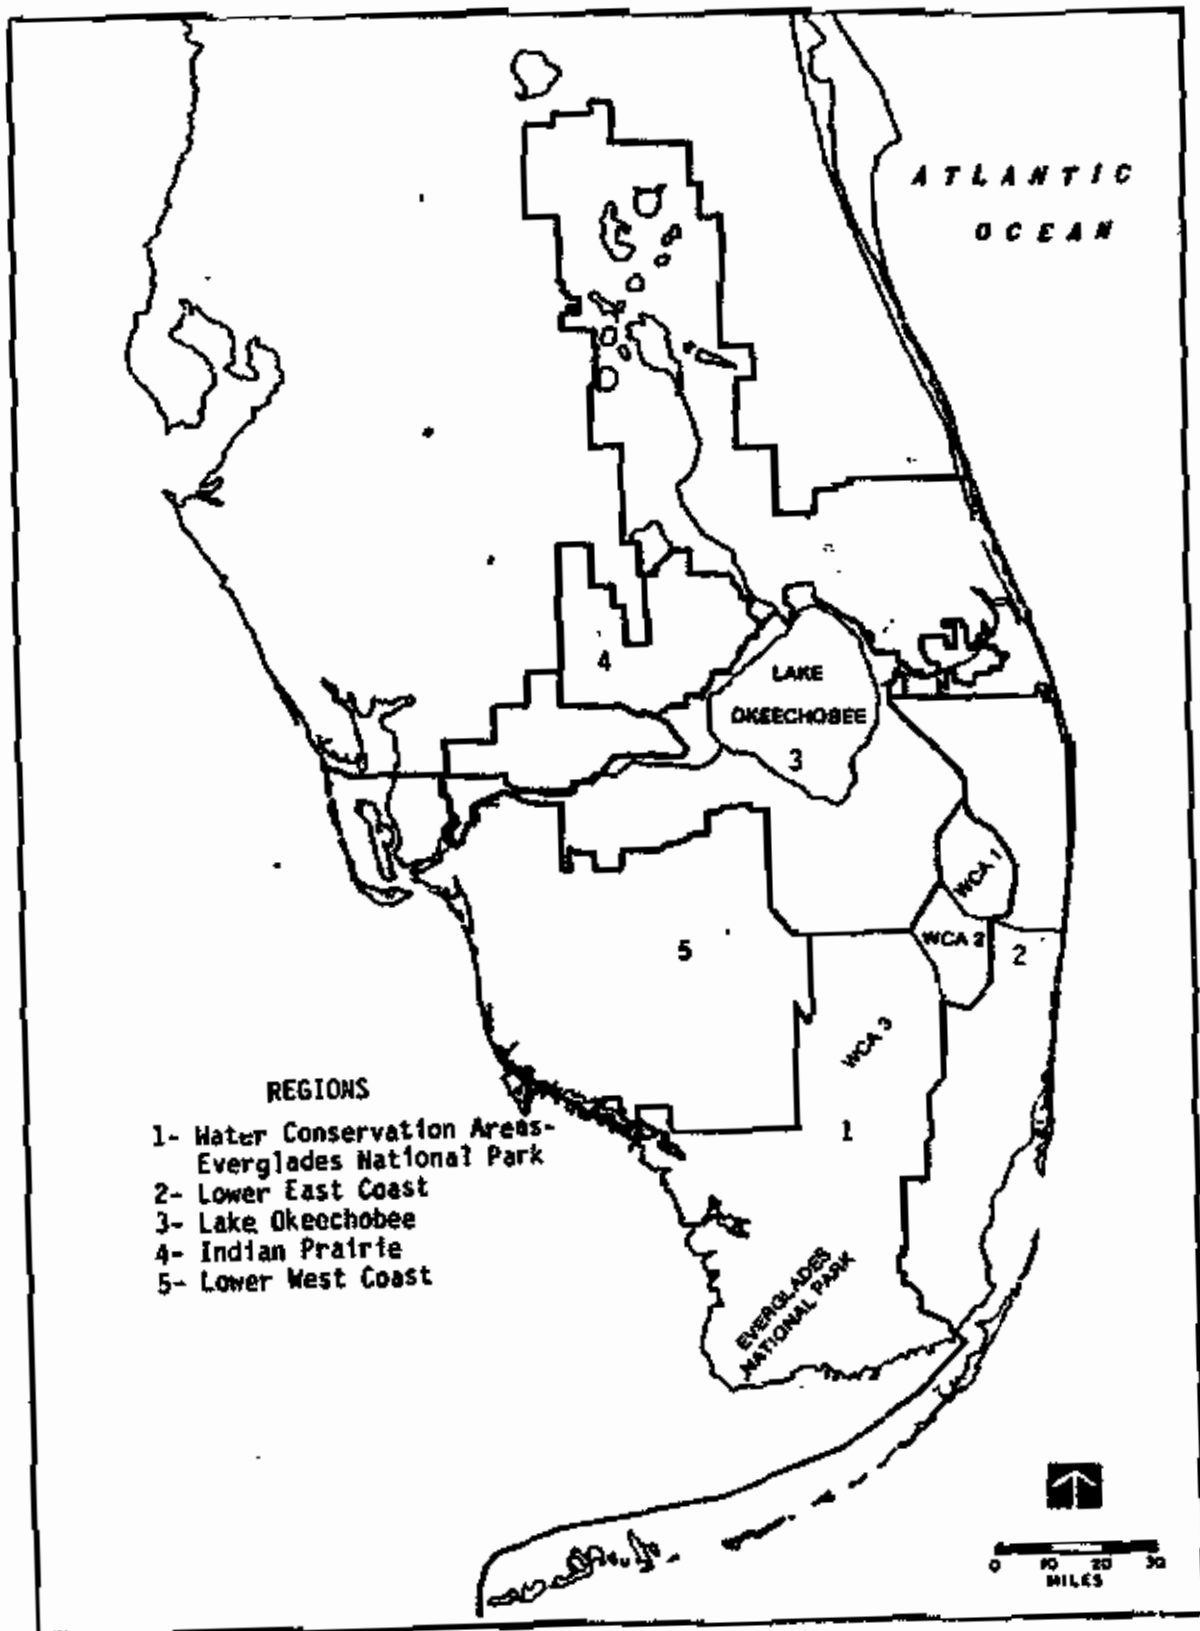 ATLANTIC
OCEAN
4
LAKE
OKEECHOBEE
3
WCA 1
WCA 2
2
5
WCA 3
1
REGIONS
1- Water Conservation Areas-
Everglades National Park
2- Lower East Coast
3- Lake Okeechobee
4- Indian Prairie
5- Lower West Coast
EVERGLADES
NATIONAL PARK
0 10 20 30
MILES